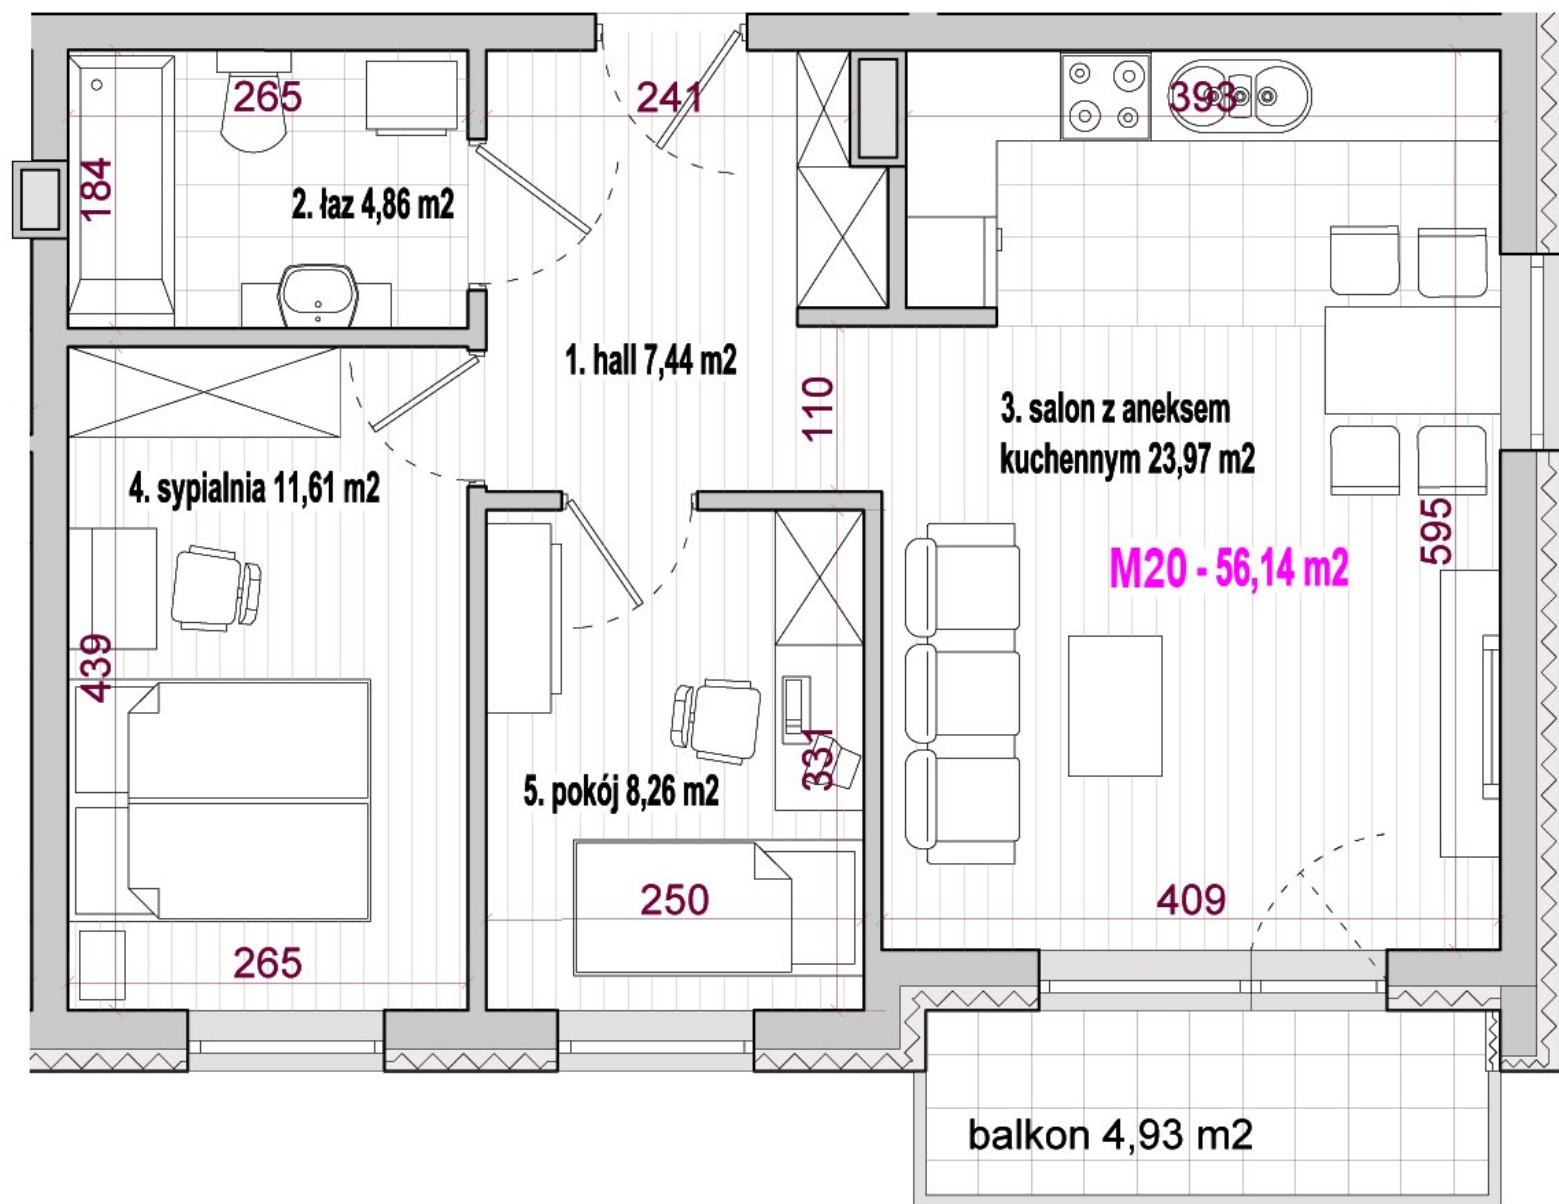 265
241
393
184
2. łaz 4,86 m2
1. hall 7,44 m2
110
3. salon z aneksem
kuchennym 23,97 m2
4. sypialnia 11,61 m2
595
M20 - 56,14 m2
439
331
5. pokój 8,26 m2
250
409
265
balkon 4,93 m2